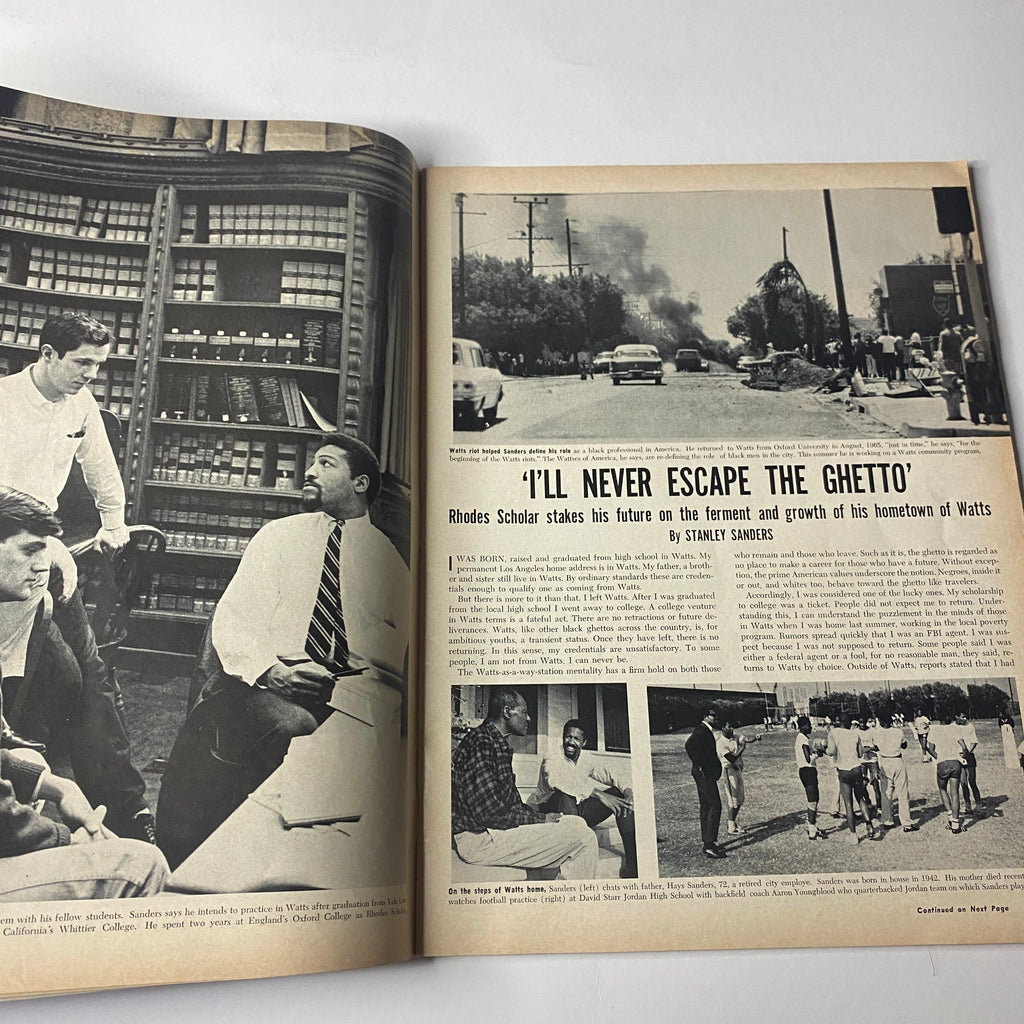 em with his fellow students. Sanders says he intends to practice in Watts after graduation from Yale Law
California's Whittier College. He spent two years at England's Oxford College as Rhodes Schola
Watts riot helped Sanders define his role as a black professional in America. He returned to Watts from Oxford University in August, 1965, "just in time," he says, "for the
beginning of the Watts riots." The Wattses of America, he says, are re-defining the role of black men in the city. This summer he is working on a Watts community program.
'I'LL NEVER ESCAPE THE GHETTO'
Rhodes Scholar stakes his future on the ferment and growth of his hometown of Watts
By STANLEY SANDERS
I WAS BORN, raised and graduated from high school in Watts. My
permanent Los Angeles home address is in Watts. My father, a broth-
er and sister still live in Watts. By ordinary standards these are creden-
tials enough to qualify one as coming from Watts.
But there is more to it than that. I left Watts. After I was graduated
from the local high school I went away to college. A college venture
in Watts terms is a fateful act. There are no retractions or future de-
liverances. Watts, like other black ghettos across the country, is, for
ambitious youths, a transient status. Once they have left, there is no
returning. In this sense, my credentials are unsatisfactory. To some
people, I am not from Watts. I can never be.
The Watts-as-a-way-station mentality has a firm hold on both those
who remain and those who leave. Such as it is, the ghetto is regarded as
no place to make a career for those who have a future. Without excep-
tion, the prime American values underscore the notion. Negroes, inside it
or out, and whites too, behave toward the ghetto like travelers.
Accordingly, I was considered one of the lucky ones. My scholarship
to college was a ticket. People did not expect me to return. Under-
standing this, I can understand the puzzlement in the minds of those
in Watts when I was home last summer, working in the local poverty
program. Rumors spread quickly that I was an FBI agent. I was sus-
pect because I was not supposed to return. Some people said I was
either a federal agent or a fool, for no reasonable man, they said, re-
turns to Watts by choice. Outside of Watts, reports stated that I had
On the steps of Watts home, Sanders (left) chats with father, Hays Sanders, 72, a retired city employe. Sanders was born in house in 1942. His mother died recent
watches football practice (right) at David Starr Jordan High School with backfield coach Aaron Youngblood who quarterbacked Jordan team on which Sanders play
Continued on Next Page